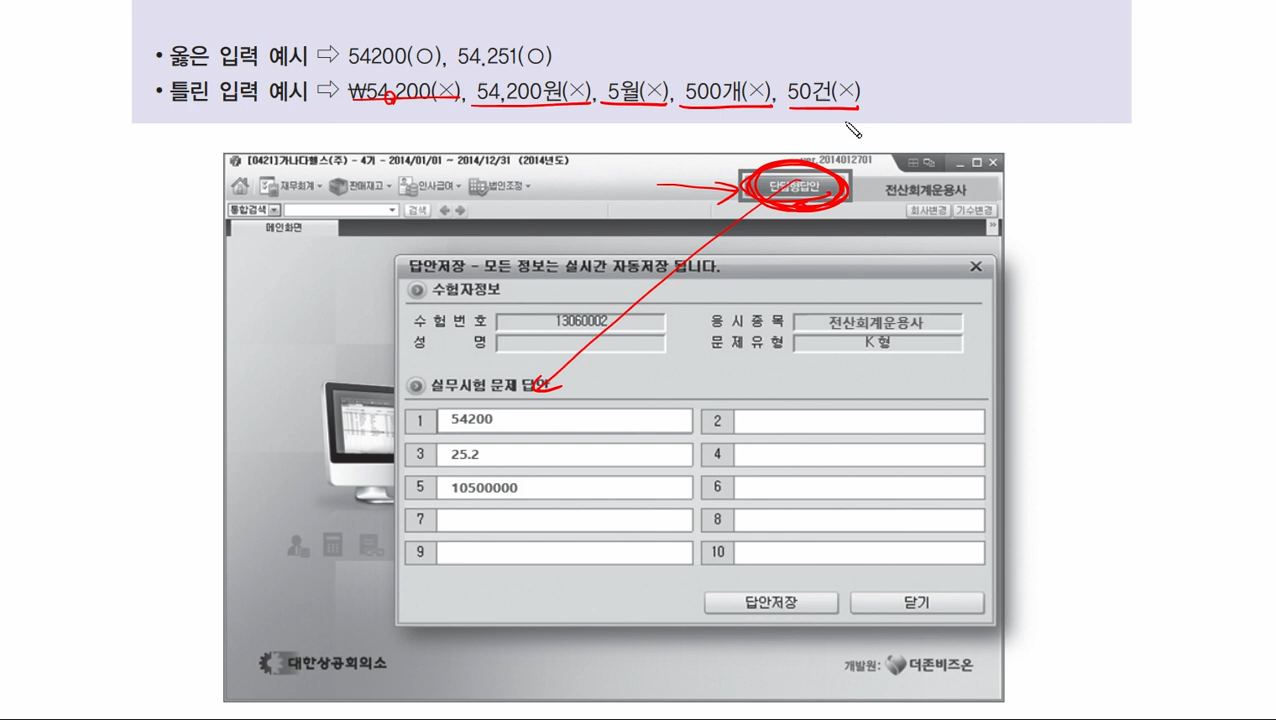 • 옳은 입력 예시 ⇨ 54200(○), 54.251(○)
• 틀린 입력 예시 ⇨ ₩54,200(×), 54,200원(×), 5월(×), 500개(×), 50건(×)
[0421]가나다헬스(주) - 4기 - 2014/01/01 ~ 2014/12/31 (2014년도) ver, 2014012701
재무회계 판매재고 인사급여 법인조정 단답형답안 전산회계운용사
통합검색 검색 회사변경 기수변경
메인화면
답안저장 - 모든 정보는 실시간 자동저장 됩니다.
수험자정보
수 험 번 호 13060002 응 시 종 목 전산회계운용사
성 명 문 제 유 형 K 형
실무시험 문제 답안
1 54200 2
3 25.2 4
5 10500000 6
7 8
9 10
답안저장 닫기
대한상공회의소 개발원: 더존비즈온